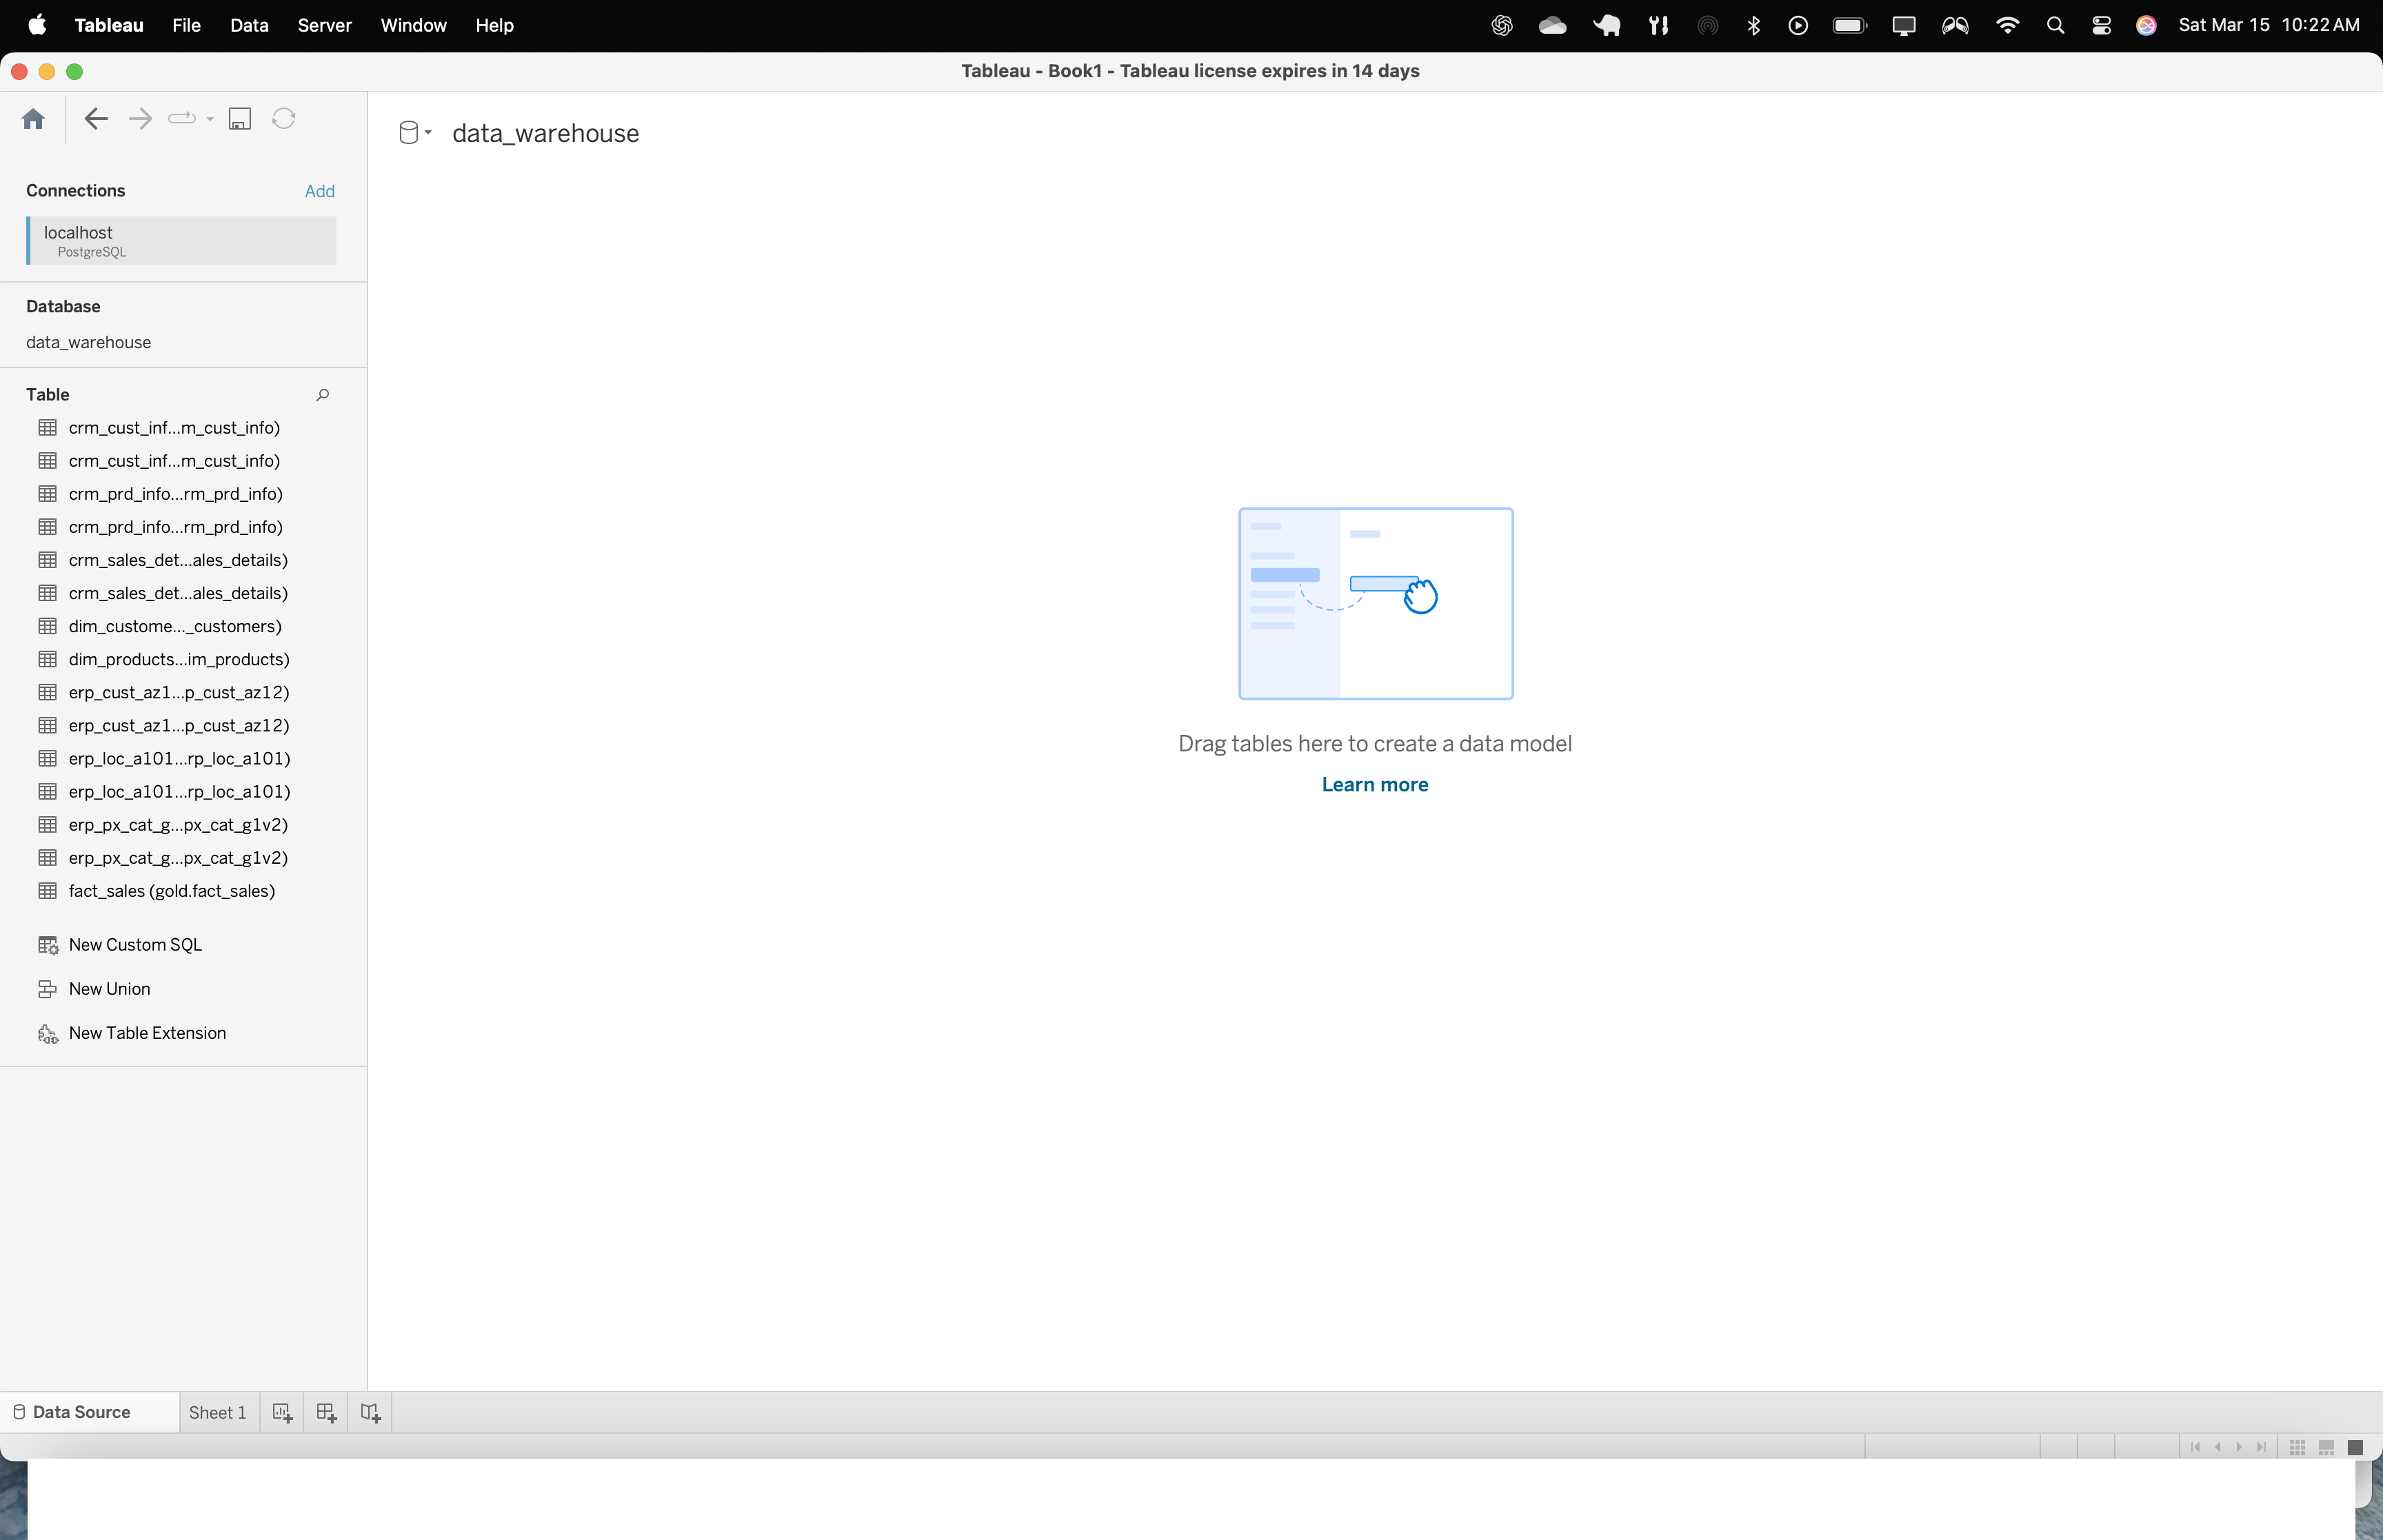 Tableau File Data Server Window Help Sat Mar 15 10:22 AM
Tableau - Book1 - Tableau license expires in 14 days
data_warehouse
Connections Add
localhost
PostgreSQL
Database
data_warehouse
Table
crm_cust_inf...m_cust_info)
crm_cust_inf...m_cust_info)
crm_prd_info...rm_prd_info)
crm_prd_info...rm_prd_info)
crm_sales_det...ales_details)
crm_sales_det...ales_details)
dim_custome..._customers)
dim_products...im_products)
erp_cust_az1...p_cust_az12)
erp_cust_az1...p_cust_az12)
erp_loc_a101...rp_loc_a101)
erp_loc_a101...rp_loc_a101)
erp_px_cat_g...px_cat_g1v2)
erp_px_cat_g...px_cat_g1v2)
fact_sales (gold.fact_sales)
New Custom SQL
New Union
New Table Extension
Drag tables here to create a data model
Learn more
Data Source Sheet 1